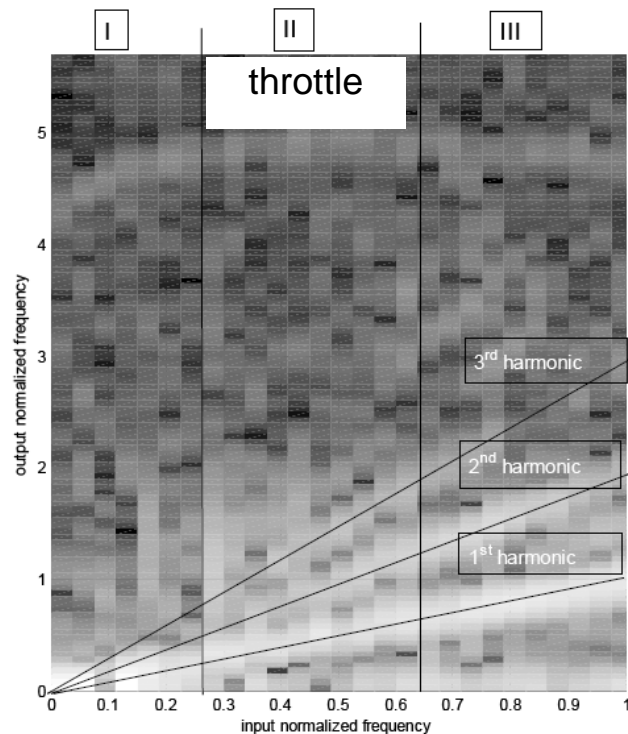 I II III
throttle
5
4
3
2
1
0
output normalized frequency
3rd harmonic
2nd harmonic
1st harmonic
0 0.1 0.2 0.3 0.4 0.5 0.6 0.7 0.8 0.9 1
input normalized frequency